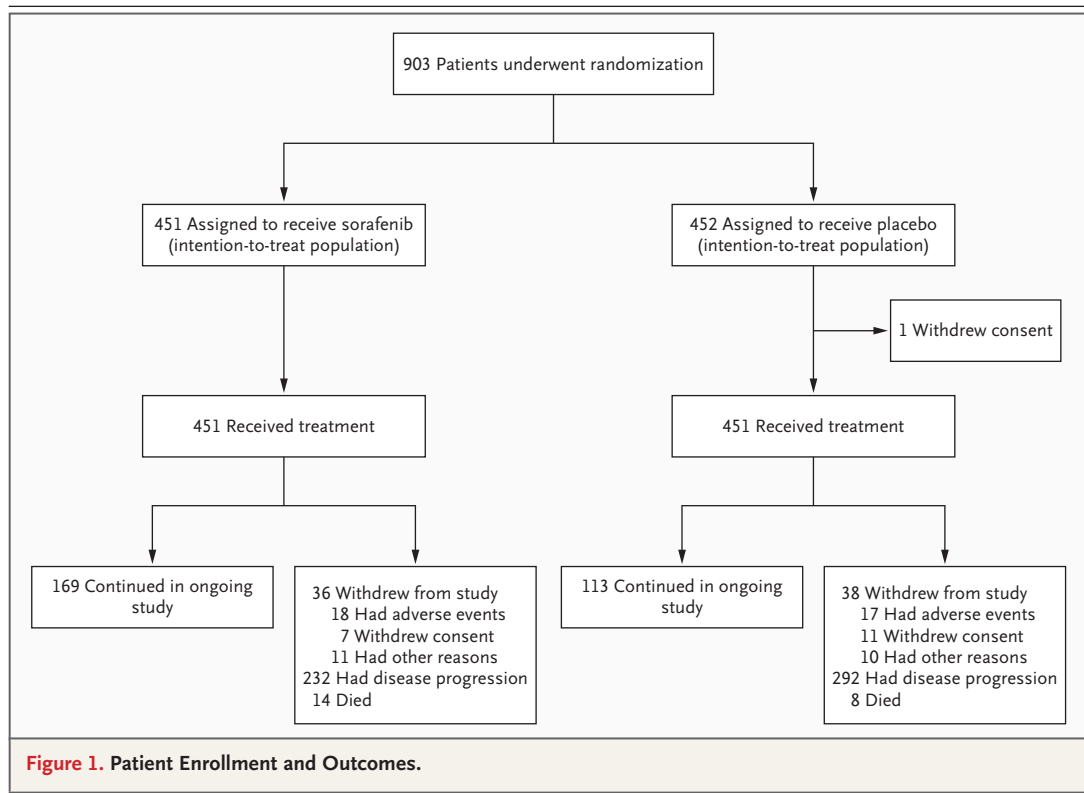 903 Patients underwent randomization
451 Assigned to receive sorafenib
(intention-to-treat population)
452 Assigned to receive placebo
(intention-to-treat population)
1 Withdrew consent
451 Received treatment
451 Received treatment
169 Continued in ongoing
study
36 Withdrew from study
18 Had adverse events
7 Withdrew consent
11 Had other reasons
232 Had disease progression
14 Died
113 Continued in ongoing
study
38 Withdrew from study
17 Had adverse events
11 Withdrew consent
10 Had other reasons
292 Had disease progression
8 Died
Figure 1. Patient Enrollment and Outcomes.